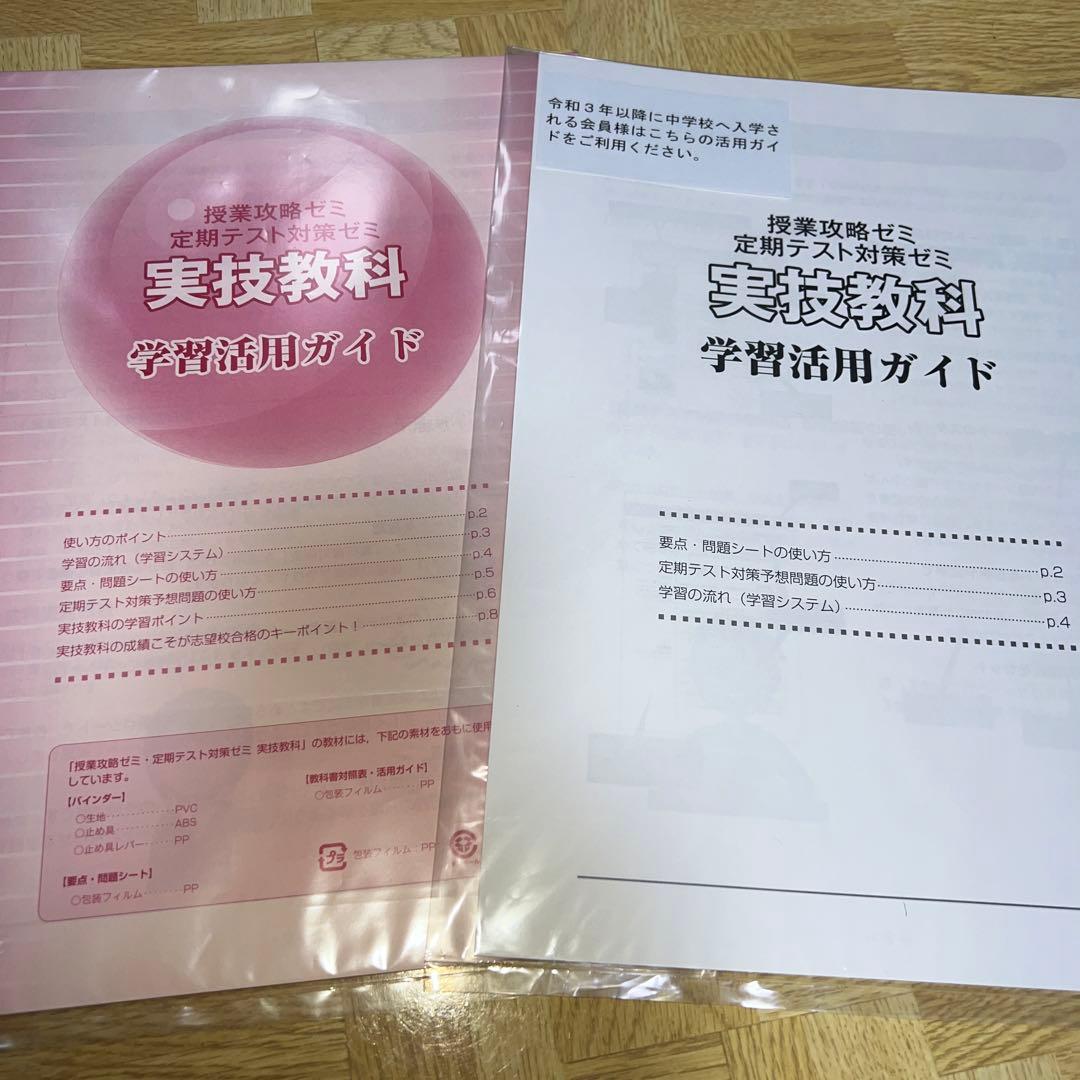 授業攻略ゼミ
定期テスト対策ゼミ
実技教科
学習活用ガイド
使い方のポイント……p.2
学習の流れ(学習システム)……p.3
要点・問題シートの使い方……p.4
定期テスト対策予想問題の使い方……p.5
実技教科の学習ポイント……p.6
実技教科の成績こそが志望校合格のキーポイント!……p.8
「授業攻略ゼミ・定期テスト対策ゼミ 実技教科」の教材には,下記の素材をおもに使用
しています。
【バインダー】
○生地……PVC
○止め具……ABS
○止め具レバー……PP
【要点・問題シート】
○包装フィルム……PP
【教科書対照表・活用ガイド】
○包装フィルム……PP
プラ 包装フィルム:PP
令和3年以降に中学校へ入学さ
れる会員様はこちらの活用ガイ
ドをご利用ください。
授業攻略ゼミ
定期テスト対策ゼミ
実技教科
学習活用ガイド
要点・問題シートの使い方……p.2
定期テスト対策予想問題の使い方……p.3
学習の流れ(学習システム)……p.4